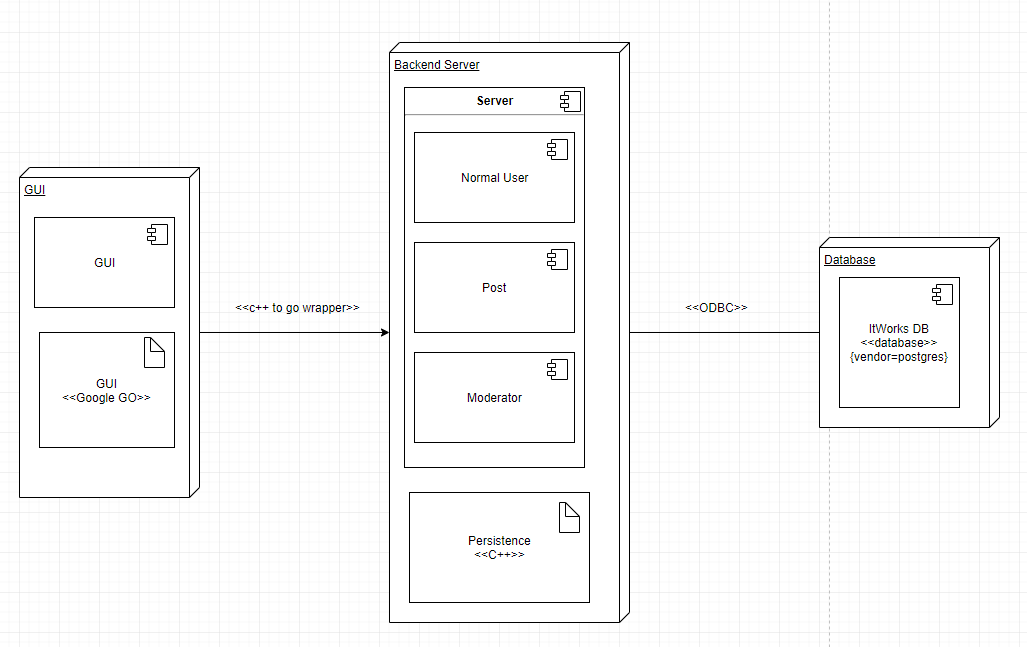 GUI
GUI
GUI
<<Google GO>>
<<c++ to go wrapper>>
Backend Server
Server
Normal User
Post
Moderator
Persistence
<<C++>>
<<ODBC>>
Database
ItWorks DB
<<database>>
{vendor=postgres}